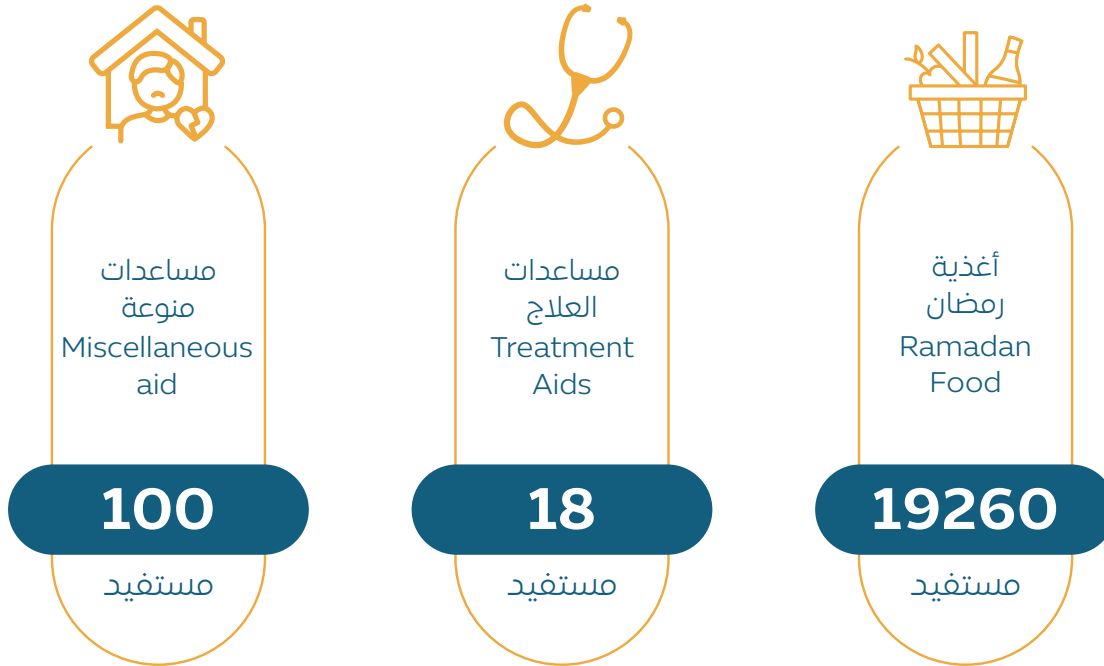 أغذية
رمضان
Ramadan
Food
19260
مستفيد
مساعدات
العلاج
Treatment
Aids
18
مستفيد
مساعدات
منوعة
Miscellaneous
aid
100
مستفيد